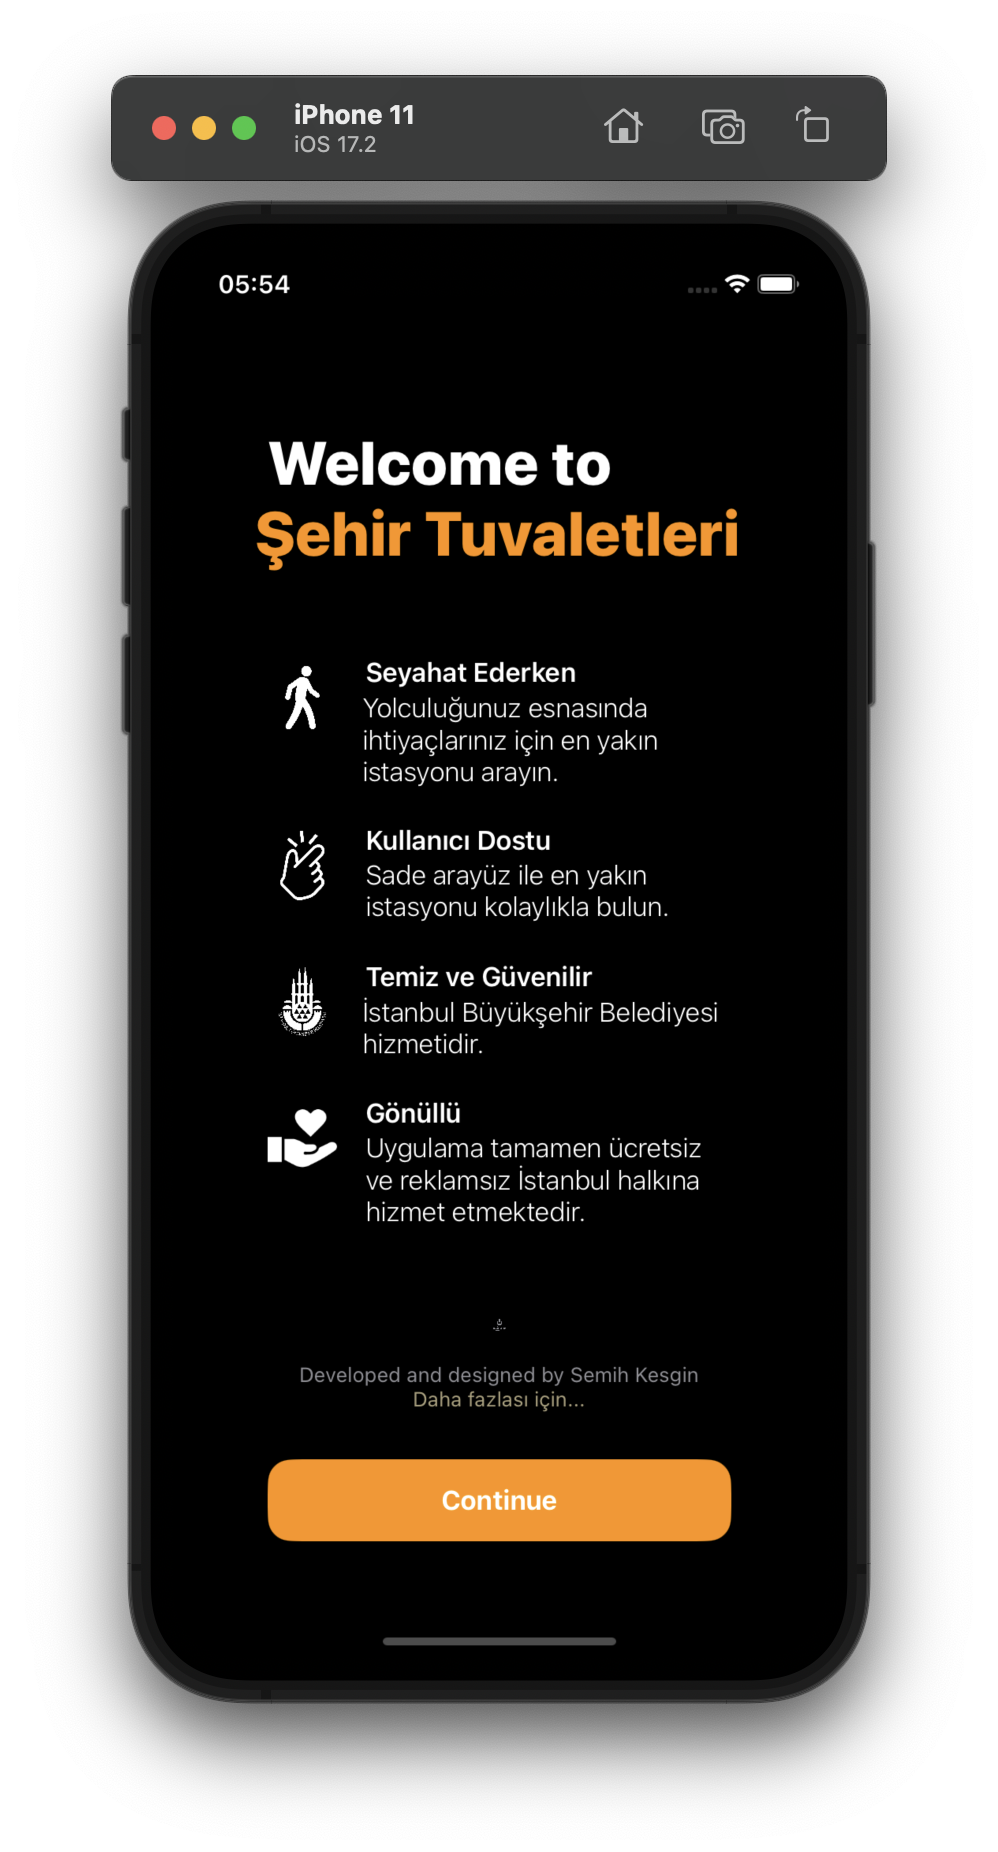 iPhone 11
iOS 17.2
05:54
Welcome to
Şehir Tuvaletleri
Seyahat Ederken
Yolculuğunuz esnasında
ihtiyaçlarınız için en yakın
istasyonu arayın.
Kullanıcı Dostu
Sade arayüz ile en yakın
istasyonu kolaylıkla bulun.
Temiz ve Güvenilir
İstanbul Büyükşehir Belediyesi
hizmetidir.
Gönüllü
Uygulama tamamen ücretsiz
ve reklamsız İstanbul halkına
hizmet etmektedir.
Developed and designed by Semih Kesgin
Daha fazlası için...
Continue